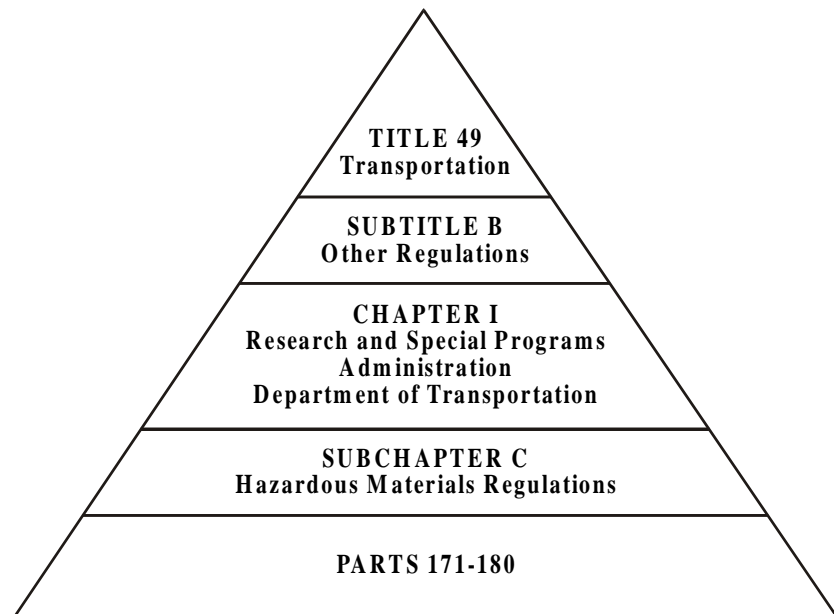 TITLE 49
Transportation
SUBTITLE B
Other Regulations
CHAPTER I
Research and Special Programs
Administration
Department of Transportation
SUBCHAPTER C
Hazardous Materials Regulations
PARTS 171-180